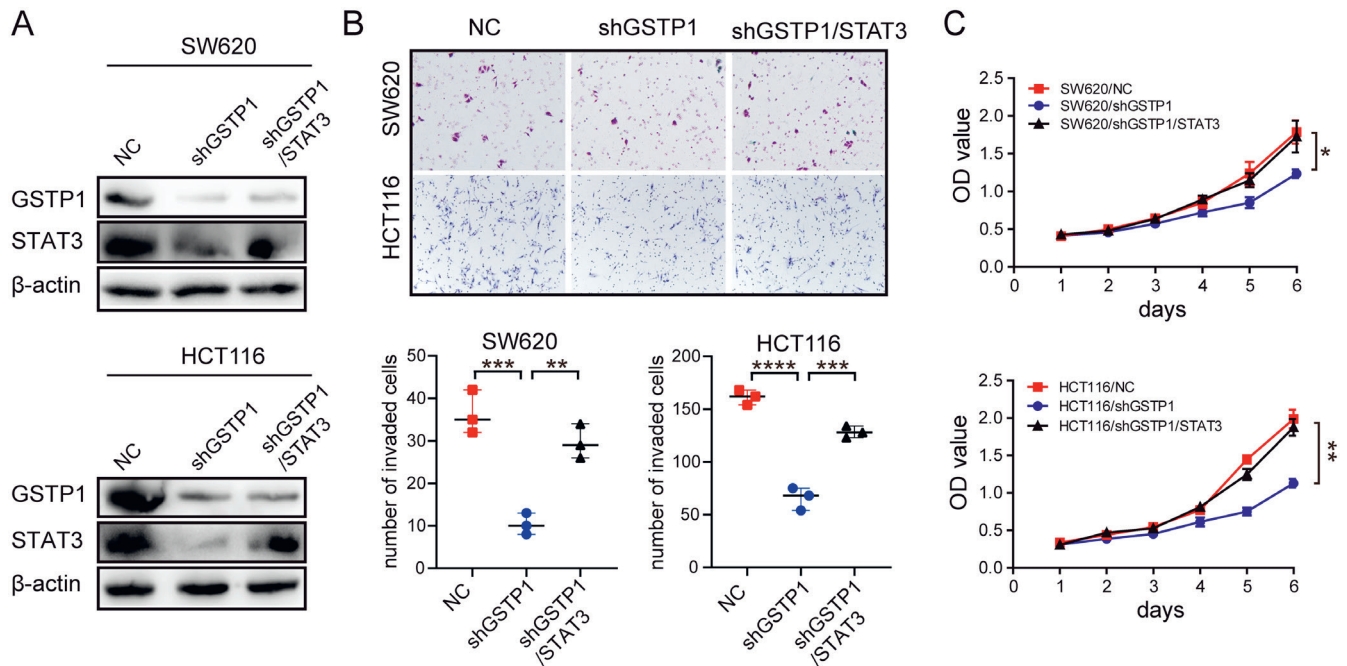 A
SW620
NC
shGSTP1
shGSTP1
/STAT3
GSTP1
STAT3
β-actin
HCT116
NC
shGSTP1
shGSTP1
/STAT3
GSTP1
STAT3
β-actin
B
NC shGSTP1 shGSTP1/STAT3
SW620
HCT116
SW620
number of invaded cells
50
40
30
20
10
0
*** **
NC
shGSTP1
shGSTP1
/STAT3
HCT116
number of invaded cells
200
150
100
50
0
**** ***
NC
shGSTP1
shGSTP1
/STAT3
C
SW620/NC
SW620/shGSTP1
SW620/shGSTP1/STAT3
OD value
2.5
2.0
1.5
1.0
0.5
0.0
*
0 1 2 3 4 5 6
days
HCT116/NC
HCT116/shGSTP1
HCT116/shGSTP1/STAT3
OD value
2.5
2.0
1.5
1.0
0.5
0.0
**
0 1 2 3 4 5 6
days